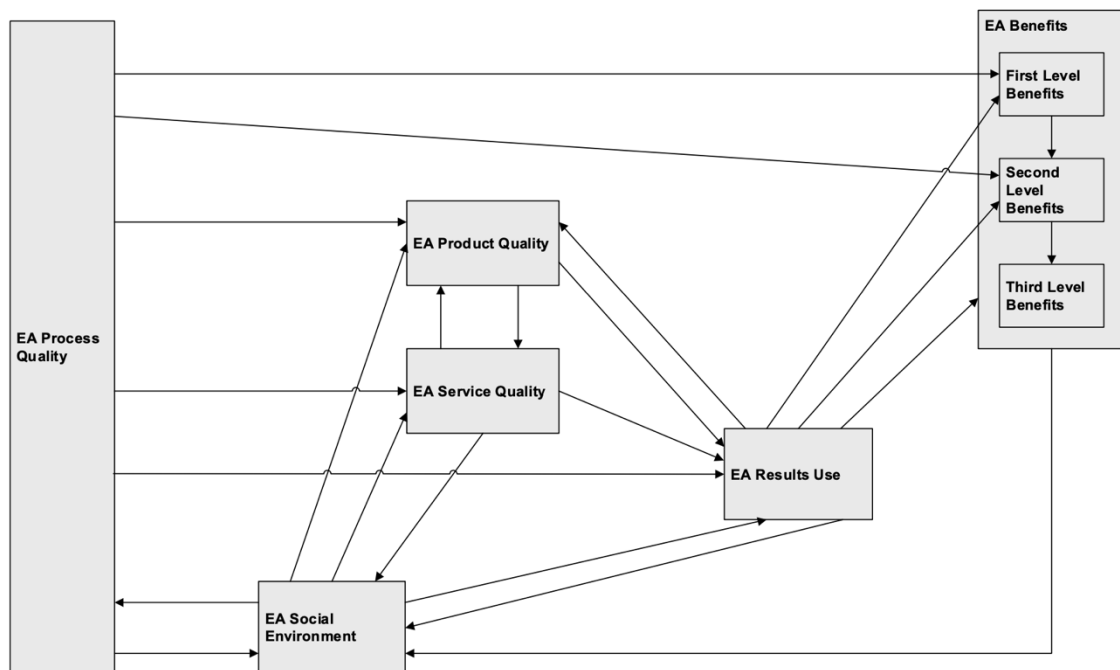 EA Benefits
First Level
Benefits
Second
Level
Benefits
Third Level
Benefits
EA Product Quality
EA Process
Quality
EA Service Quality
EA Results Use
EA Social
Environment